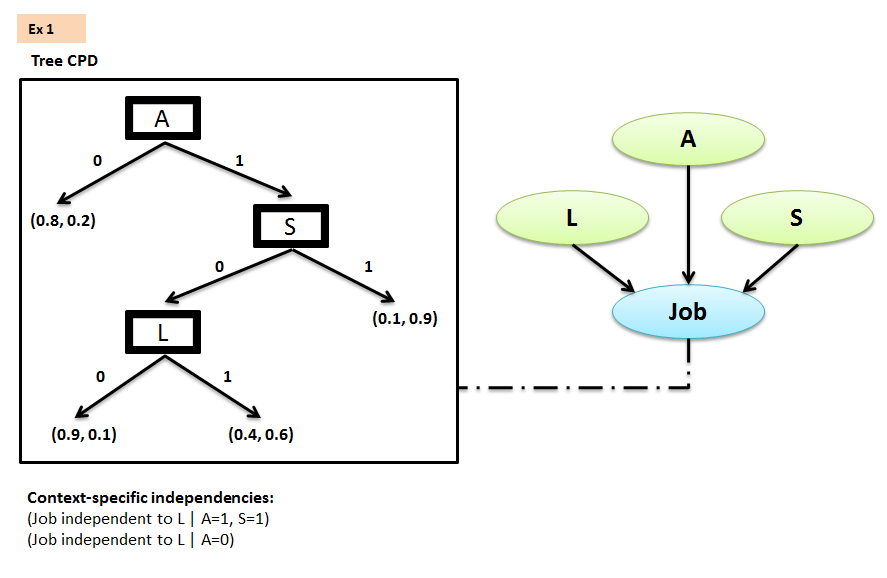 Ex 1
Tree CPD
A
0
1
(0.8, 0.2)
S
0
1
(0.1, 0.9)
L
0
1
(0.9, 0.1)
(0.4, 0.6)
A
L
S
Job
Context-specific independencies:
(Job independent to L | A=1, S=1)
(Job independent to L | A=0)